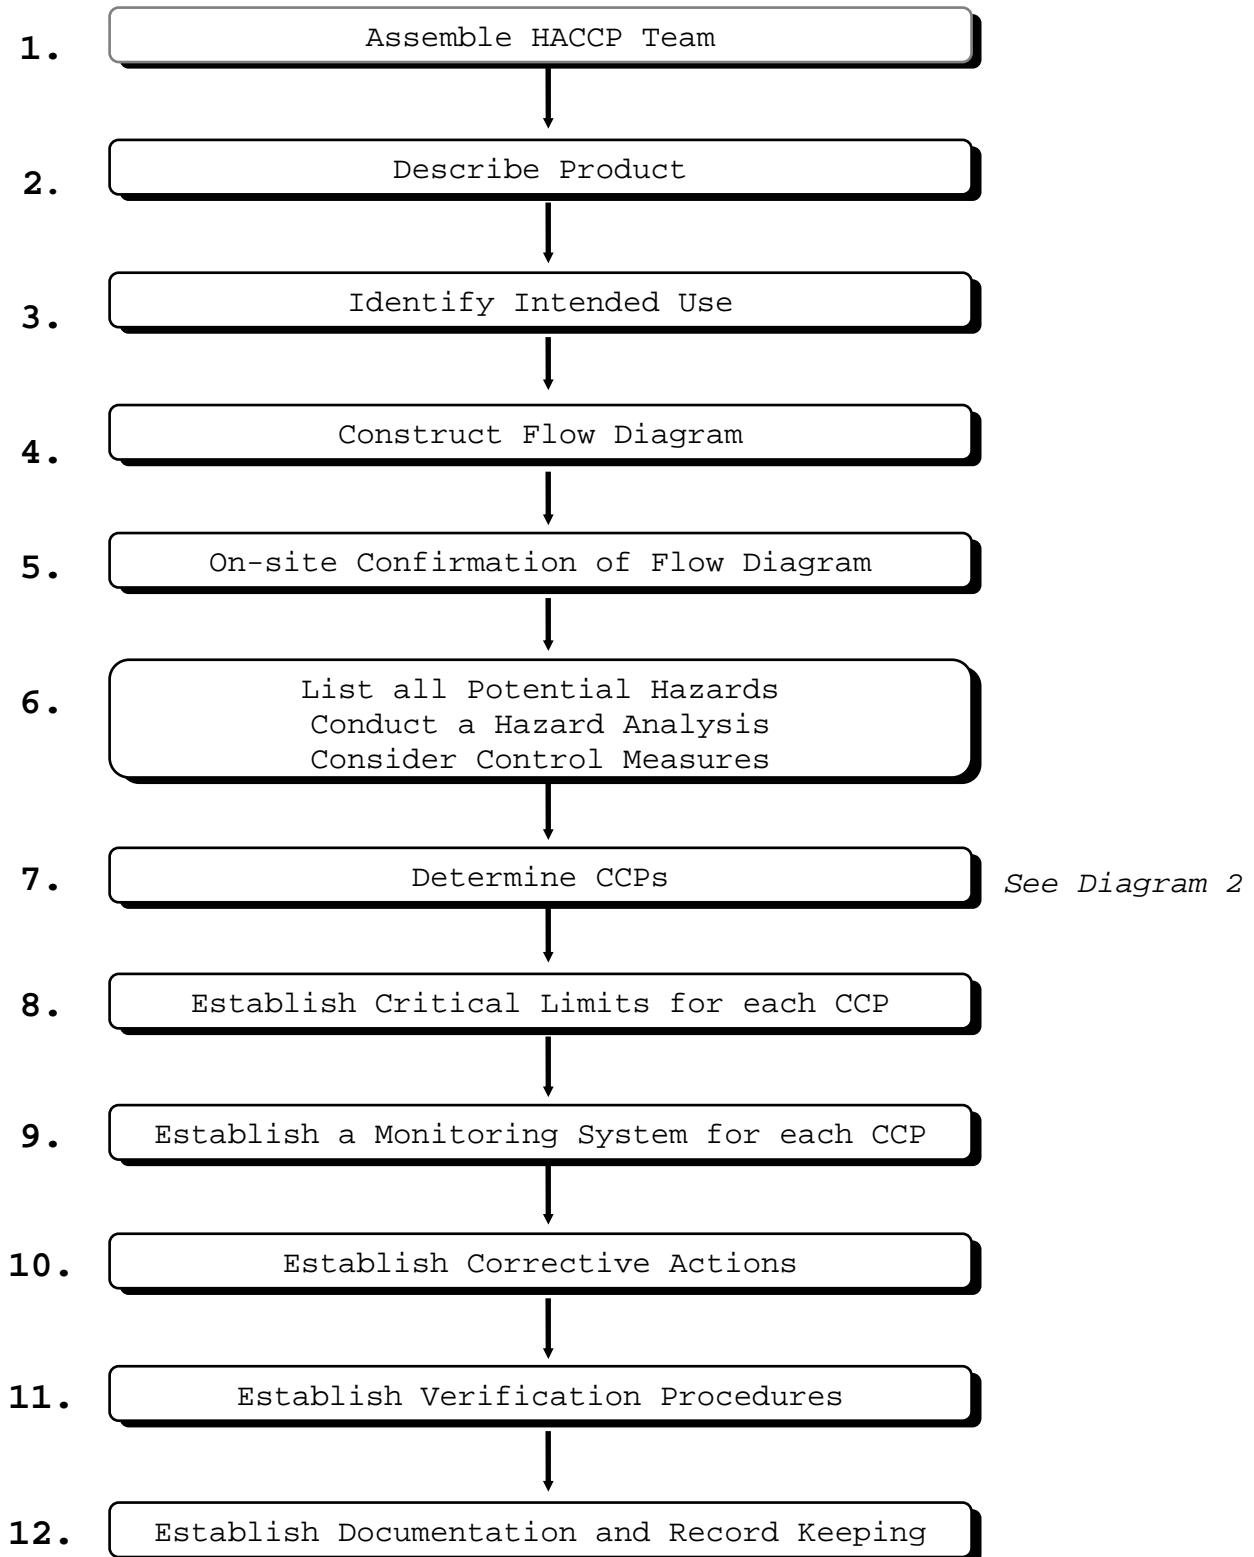 1. Assemble HACCP Team
2. Describe Product
3. Identify Intended Use
4. Construct Flow Diagram
5. On-site Confirmation of Flow Diagram
6. List all Potential Hazards
Conduct a Hazard Analysis
Consider Control Measures
7. Determine CCPs See Diagram 2
8. Establish Critical Limits for each CCP
9. Establish a Monitoring System for each CCP
10. Establish Corrective Actions
11. Establish Verification Procedures
12. Establish Documentation and Record Keeping